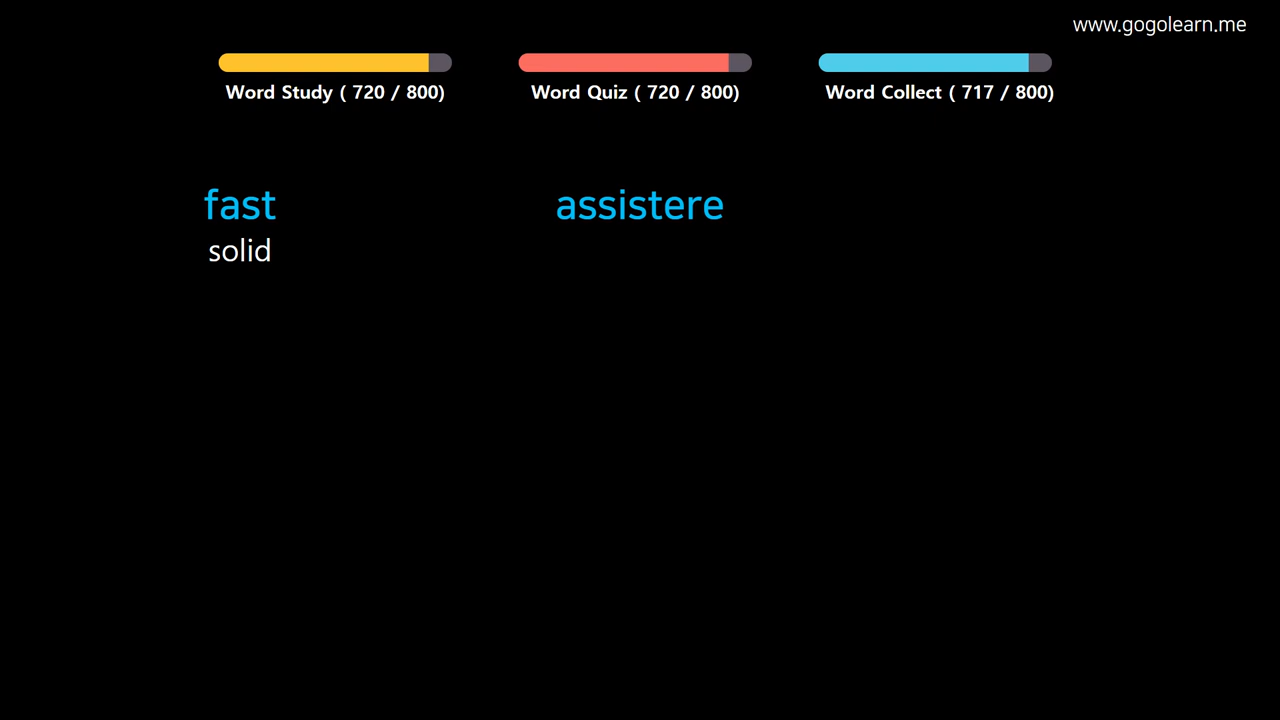 www.gogolearn.me
Word Study ( 720 / 800)
Word Quiz ( 720 / 800)
Word Collect ( 717 / 800)
fast
assistere
solid